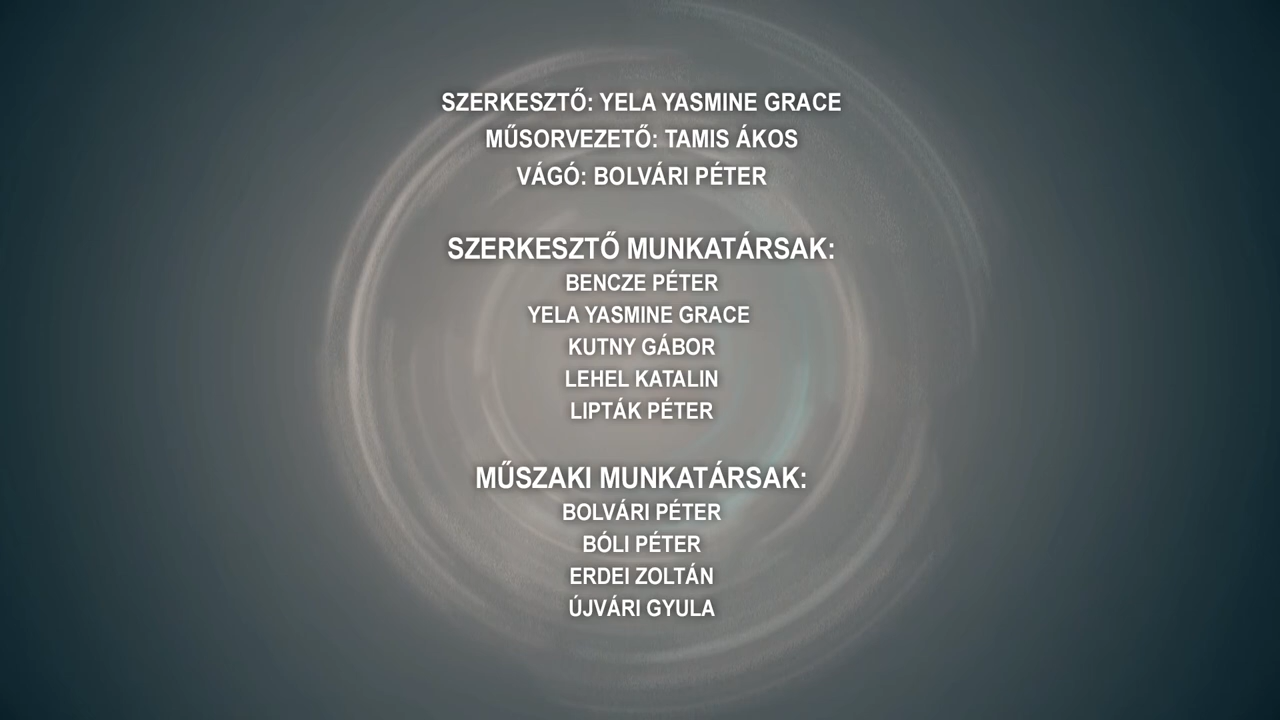 SZERKESZTŐ: YELA YASMINE GRACE
MŰSORVEZETŐ: TAMIS ÁKOS
VÁGÓ: BOLVÁRI PÉTER
SZERKESZTŐ MUNKATÁRSAK:
BENCZE PÉTER
YELA YASMINE GRACE
KUTNY GÁBOR
LEHEL KATALIN
LIPTÁK PÉTER
MŰSZAKI MUNKATÁRSAK:
BOLVÁRI PÉTER
BÓLI PÉTER
ERDEI ZOLTÁN
ÚJVÁRI GYULA